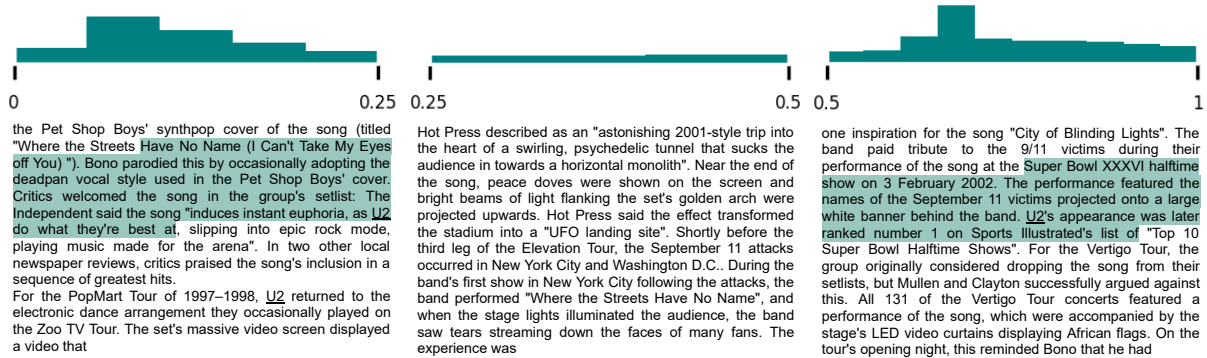 0
0.25
the Pet Shop Boys' synthpop cover of the song (titled
"Where the Streets Have No Name (I Can't Take My Eyes
off You) "). Bono parodied this by occasionally adopting the
deadpan vocal style used in the Pet Shop Boys' cover.
Critics welcomed the song in the group's setlist: The
Independent said the song "induces instant euphoria, as U2
do what they're best at, slipping into epic rock mode,
playing music made for the arena". In two other local
newspaper reviews, critics praised the song's inclusion in a
sequence of greatest hits.
For the PopMart Tour of 1997–1998, U2 returned to the
electronic dance arrangement they occasionally played on
the Zoo TV Tour. The set's massive video screen displayed
a video that
0.25
0.5
Hot Press described as an "astonishing 2001-style trip into
the heart of a swirling, psychedelic tunnel that sucks the
audience in towards a horizontal monolith". Near the end of
the song, peace doves were shown on the screen and
bright beams of light flanking the set's golden arch were
projected upwards. Hot Press said the effect transformed
the stadium into a "UFO landing site". Shortly before the
third leg of the Elevation Tour, the September 11 attacks
occurred in New York City and Washington D.C.. During the
band's first show in New York City following the attacks, the
band performed "Where the Streets Have No Name", and
when the stage lights illuminated the audience, the band
saw tears streaming down the faces of many fans. The
experience was
0.5
1
one inspiration for the song "City of Blinding Lights". The
band paid tribute to the 9/11 victims during their
performance of the song at the Super Bowl XXXVI halftime
show on 3 February 2002. The performance featured the
names of the September 11 victims projected onto a large
white banner behind the band. U2's appearance was later
ranked number 1 on Sports Illustrated's list of "Top 10
Super Bowl Halftime Shows". For the Vertigo Tour, the
group originally considered dropping the song from their
setlists, but Mullen and Clayton successfully argued against
this. All 131 of the Vertigo Tour concerts featured a
performance of the song, which were accompanied by the
stage's LED video curtains displaying African flags. On the
tour's opening night, this reminded Bono that he had